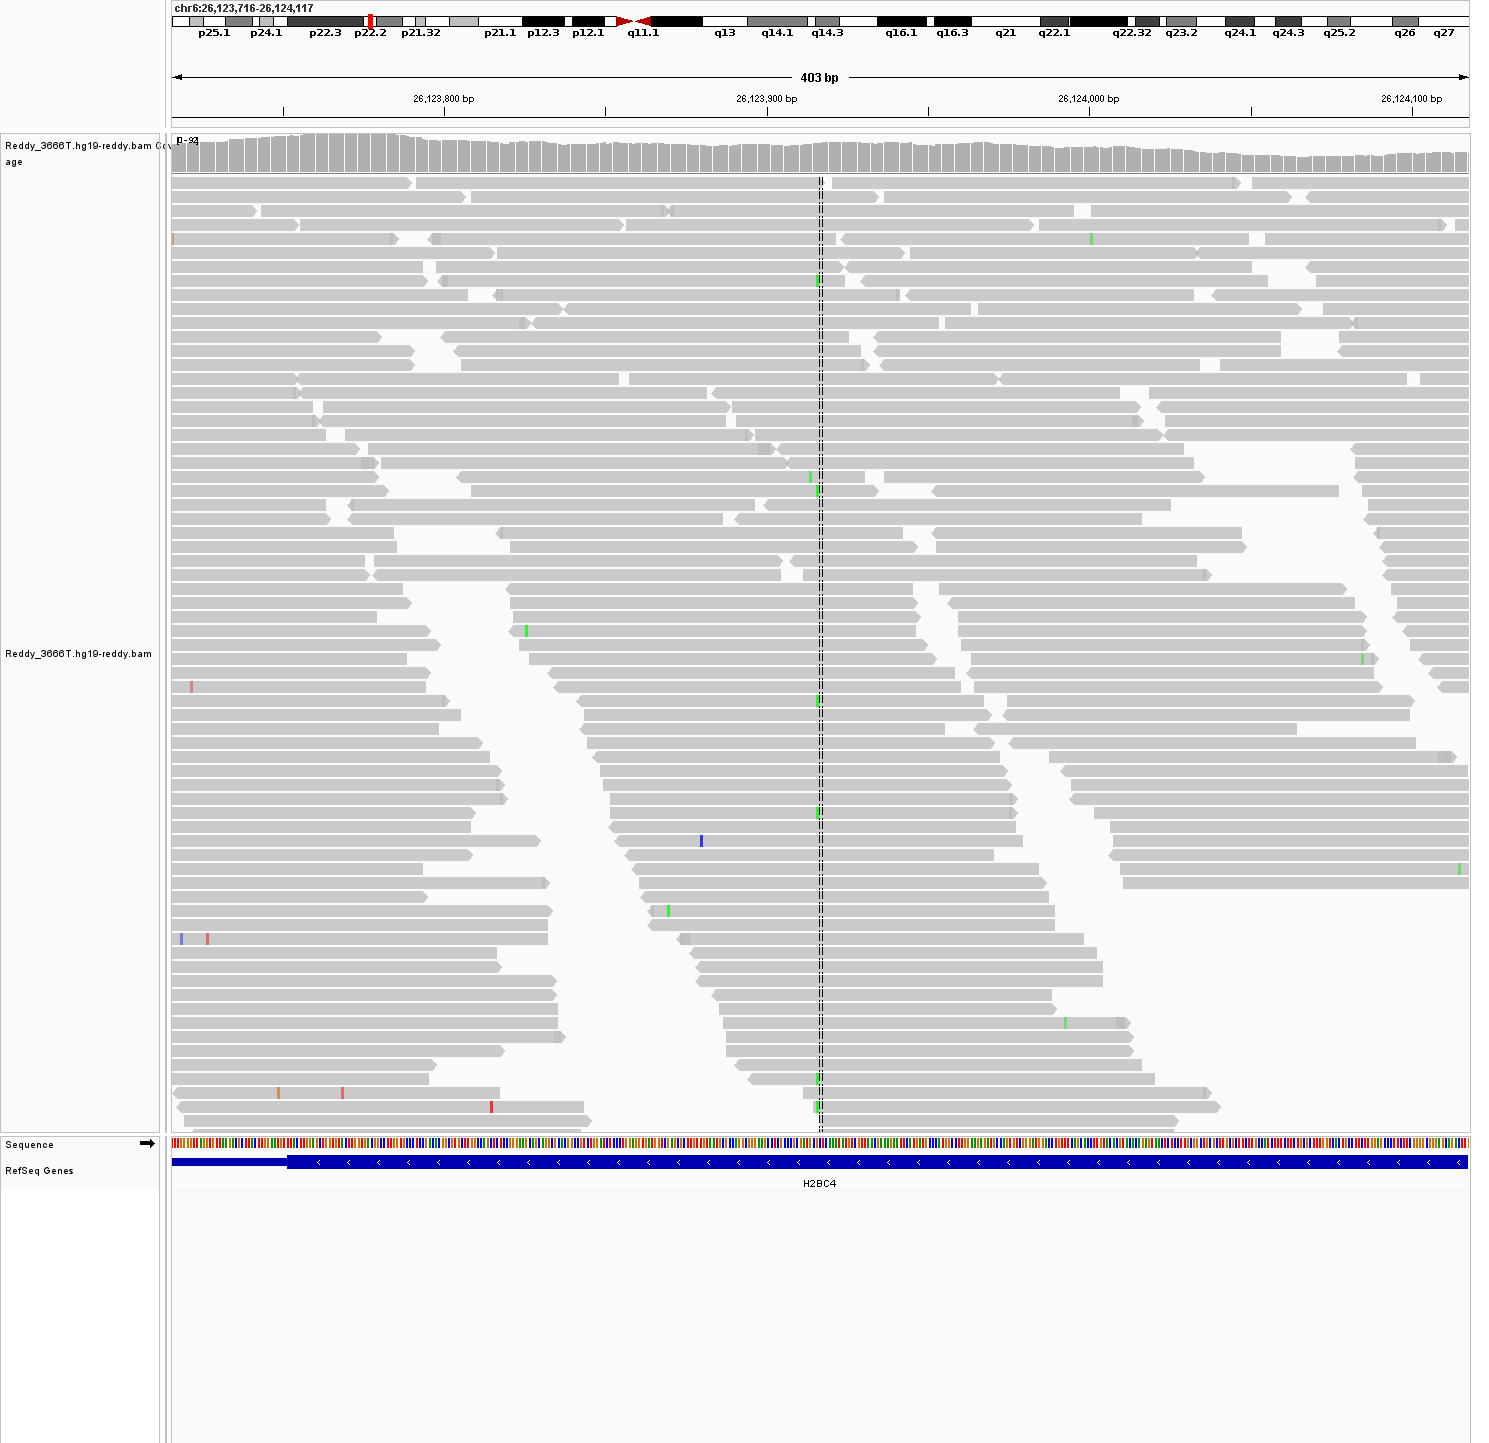 chr6:26,123,716-26,124,117
p25.1 p24.1 p22.3 p22.2 p21.32 p21.1 p12.3 p12.1 q11.1 q13 q14.1 q14.3 q16.1 q16.3 q21 q22.1 q22.32 q23.2 q24.1 q24.3 q25.2 q26 q27
403 bp
26,123,800 bp 26,123,900 bp 26,124,000 bp 26,124,100 bp
Reddy_3666T.hg19-reddy.bam Cov
age
[0-92]
Reddy_3666T.hg19-reddy.bam
Sequence
RefSeq Genes
H2BC4